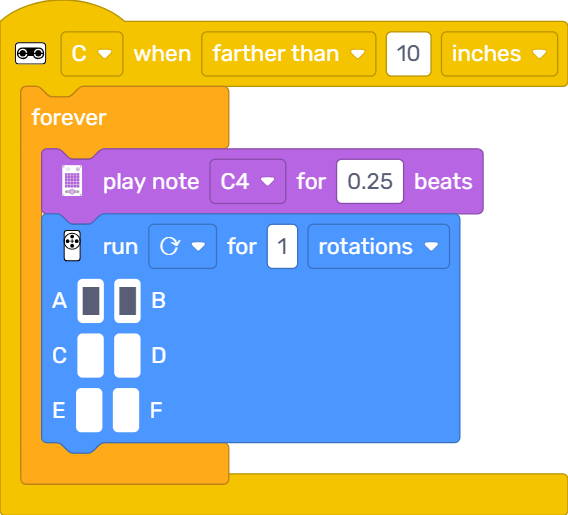 C when farther than 10 inches
forever
play note C4 for 0.25 beats
run for 1 rotations
A B
C D
E F